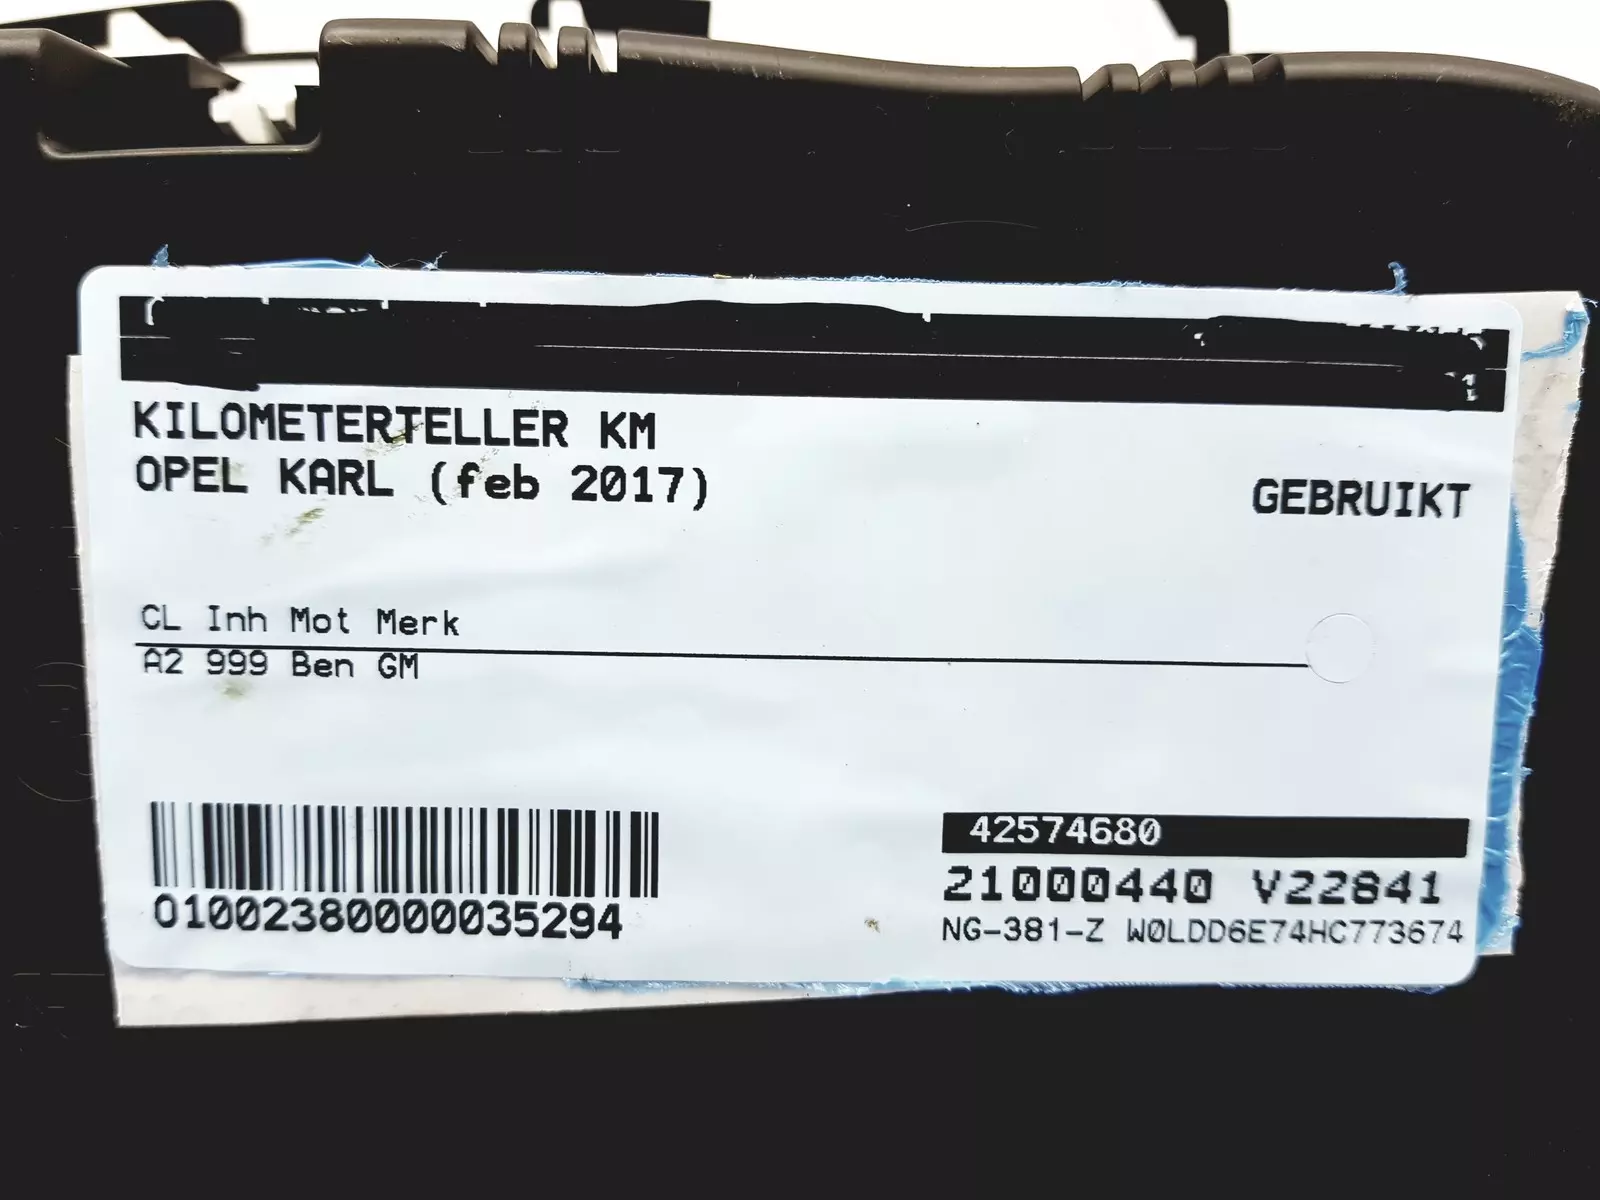 KILOMETERTELLER KM
OPEL KARL (feb 2017)
GEBRUIKT
CL Inh Mot Merk
A2 999 Ben GM
01002380000035294
42574680
21000440 V22841
NG-381-Z W0LDD6E74HC773674